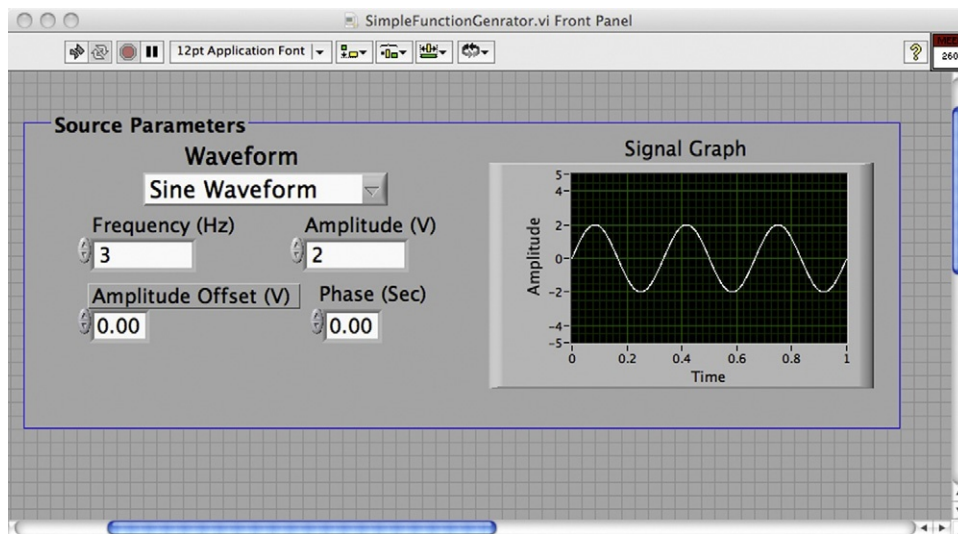 SimpleFunctionGenrator.vi Front Panel
12pt Application Font
?
260
Source Parameters
Waveform
Sine Waveform
Frequency (Hz)
Amplitude (V)
3
2
Amplitude Offset (V)
Phase (Sec)
0.00
0.00
Signal Graph
Amplitude
5-
4-
2-
0-
-2-
-4-
-5-
0
0.2
0.4
0.6
0.8
1
Time